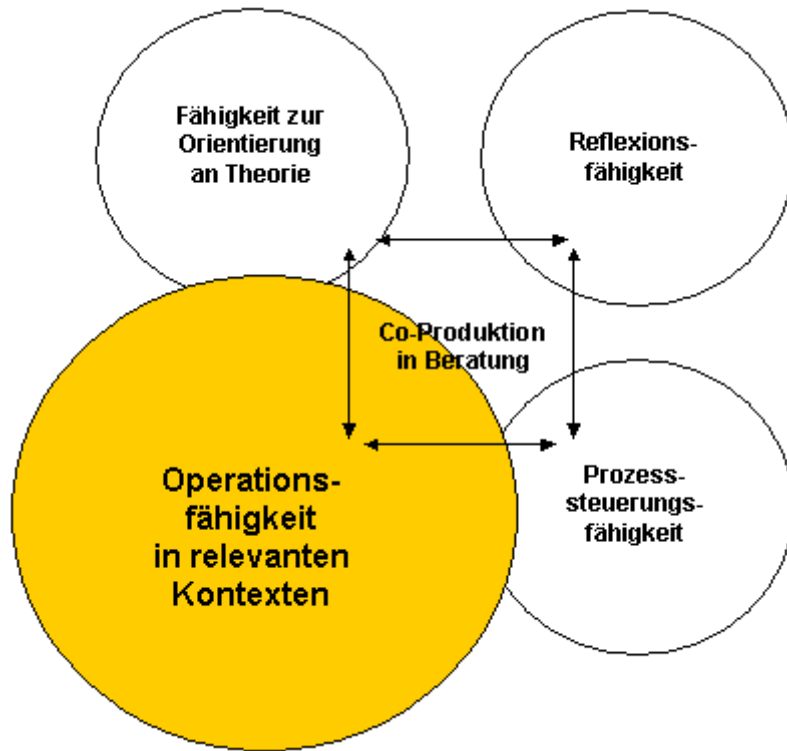 Fähigkeit zur
Orientierung
an Theorie
Reflexions-
fähigkeit
Co-Produktion
in Beratung
Operations-
fähigkeit
in relevanten
Kontexten
Prozess-
steuerungs-
fähigkeit